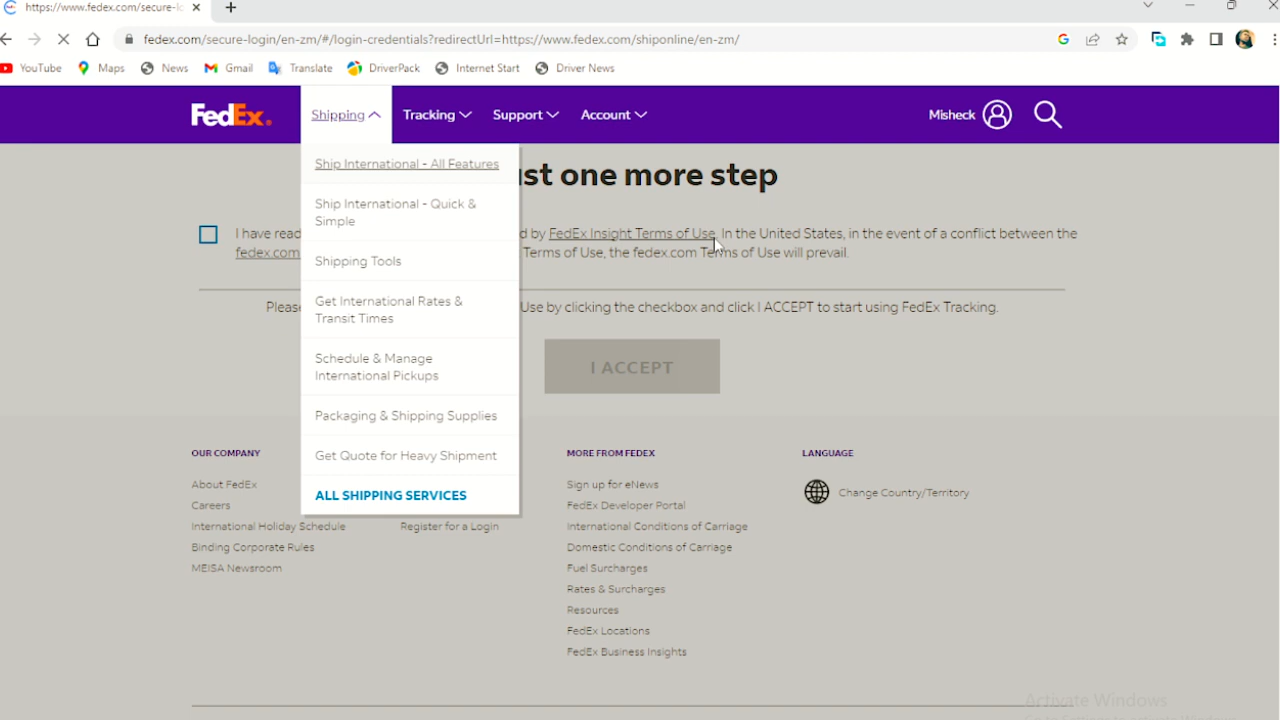 https://www.fedex.com/secure-lo
fedex.com/secure-login/en-zm/#/login-credentials?redirectUrl=https://www.fedex.com/shiponline/en-zm/
YouTube Maps News Gmail Translate DriverPack Internet Start Driver News
FedEx. Shipping Tracking Support Account Misheck
Ship International - All Features
Ship International - Quick &
Simple
Shipping Tools
Get International Rates &
Transit Times
Schedule & Manage
International Pickups
Packaging & Shipping Supplies
Get Quote for Heavy Shipment
ALL SHIPPING SERVICES
st one more step
I have read d by FedEx Insight Terms of Use. In the United States, in the event of a conflict between the
fedex.com Terms of Use, the fedex.com Terms of Use will prevail.
Please Use by clicking the checkbox and click I ACCEPT to start using FedEx Tracking.
I ACCEPT
OUR COMPANY
About FedEx
Careers
International Holiday Schedule
Binding Corporate Rules
MEISA Newsroom
Register for a Login
MORE FROM FEDEX
Sign up for eNews
FedEx Developer Portal
International Conditions of Carriage
Domestic Conditions of Carriage
Fuel Surcharges
Rates & Surcharges
Resources
FedEx Locations
FedEx Business Insights
LANGUAGE
Change Country/Territory
Activate Windows